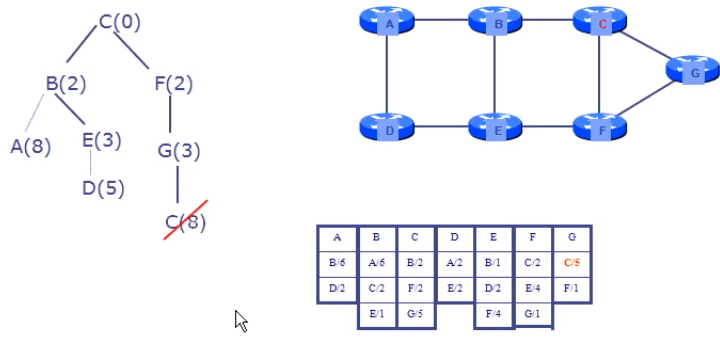 C(0)
B(2) F(2)
A(8) E(3) G(3)
D(5)
C(8)
A B C
G
D E F
A B C D E F G
B/6 A/6 B/2 A/2 B/1 C/2 C/5
D/2 C/2 F/2 E/2 D/2 E/4 F/1
E/1 G/5 F/4 G/1